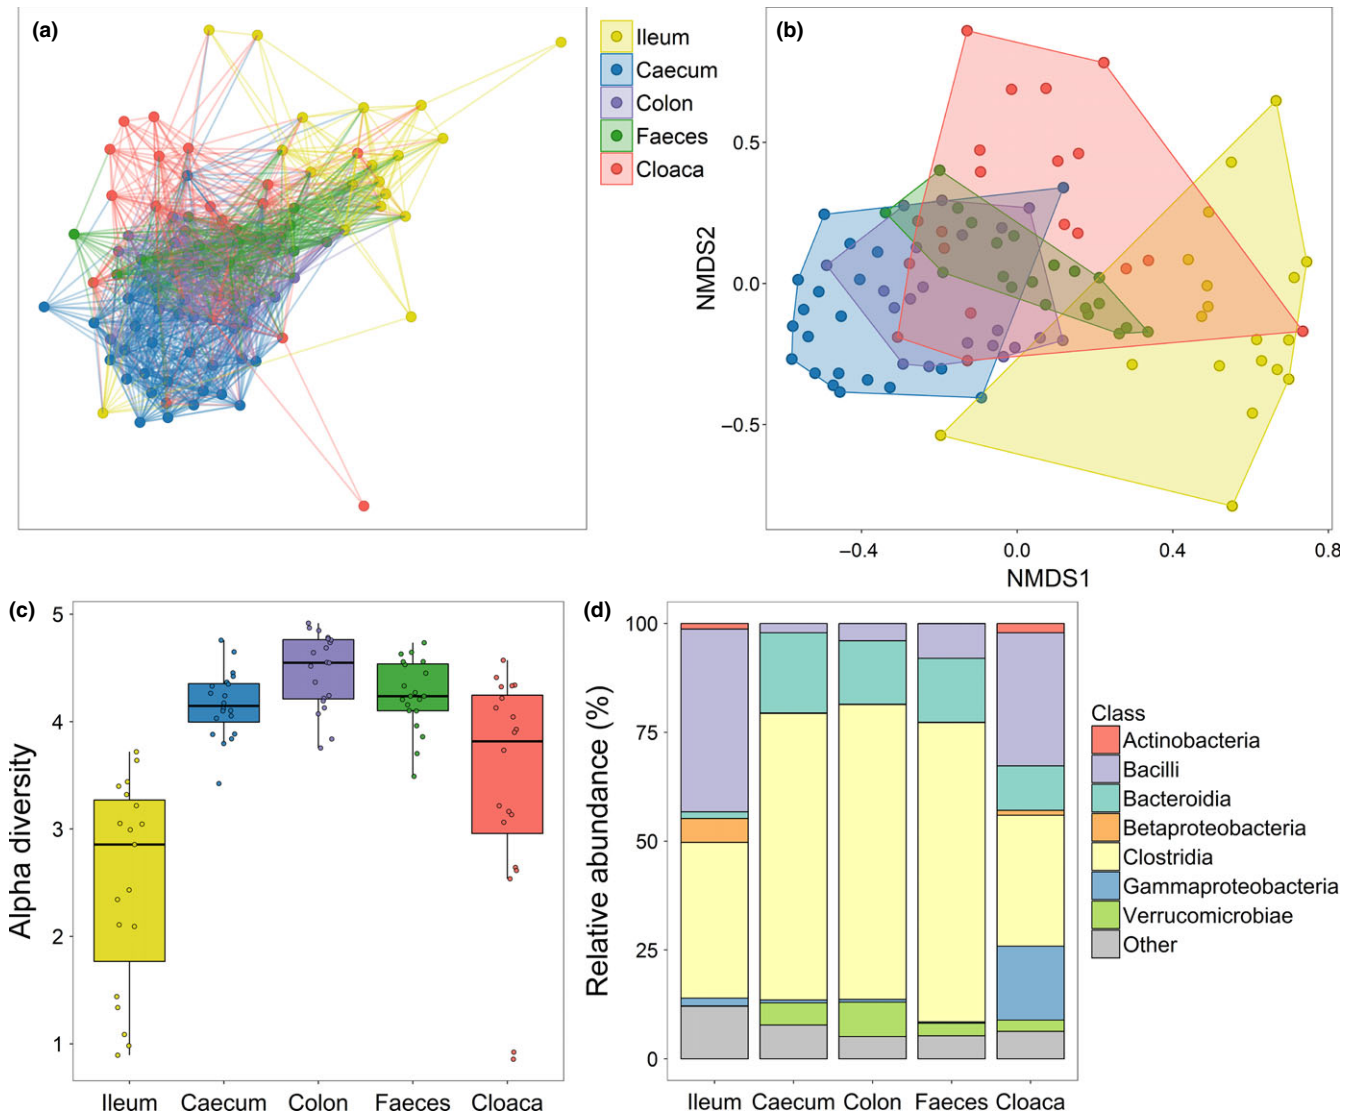 (a)
Ileum
Caecum
Colon
Faeces
Cloaca
(b)
0.5
0.0
−0.5
NMDS2
−0.4
0.0
0.4
0.8
NMDS1
(c)
5
4
3
2
1
Alpha diversity
Ileum
Caecum
Colon
Faeces
Cloaca
(d)
100
75
50
25
0
Relative abundance (%)
Ileum
Caecum
Colon
Faeces
Cloaca
Class
Actinobacteria
Bacilli
Bacteroidia
Betaproteobacteria
Clostridia
Gammaproteobacteria
Verrucomicrobiae
Other